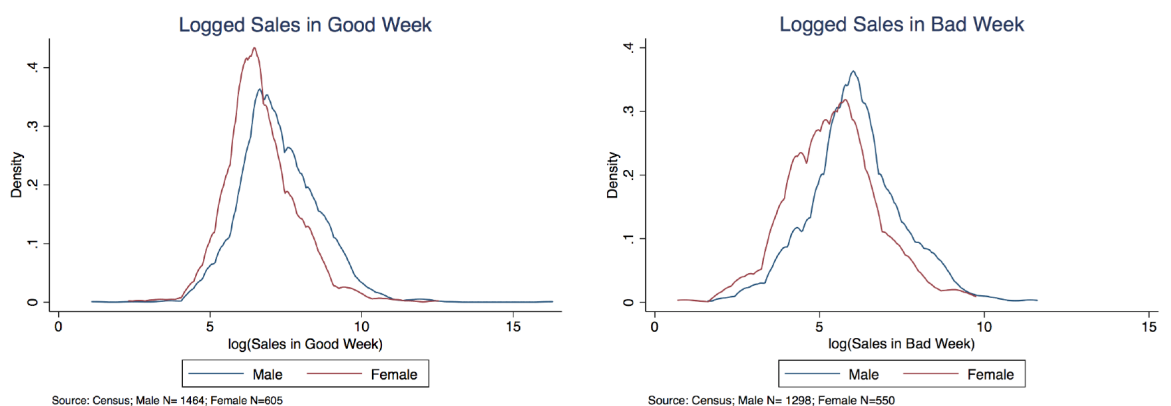 Logged Sales in Good Week
.4
.3
.2
.1
0
Density
0 5 10 15
log(Sales in Good Week)
Male Female
Source: Census; Male N= 1464; Female N=605
Logged Sales in Bad Week
.4
.3
.2
.1
0
Density
0 5 10 15
log(Sales in Bad Week)
Male Female
Source: Census; Male N= 1298; Female N=550